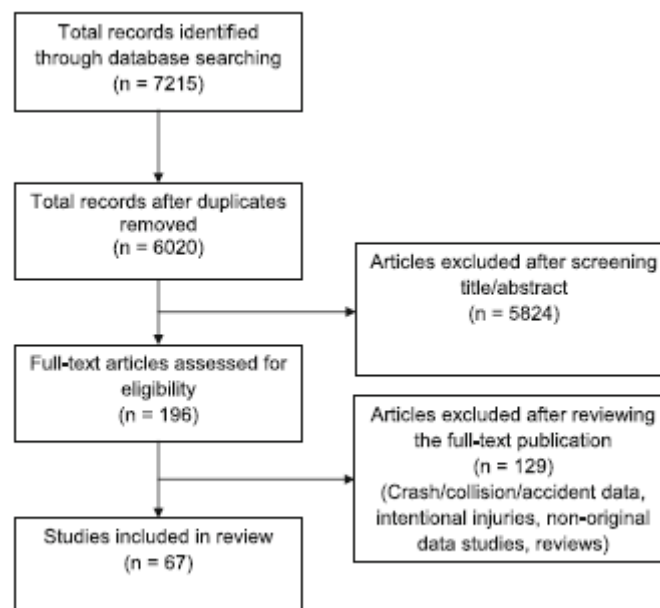 Total records identified
through database searching
(n = 7215)
Total records after duplicates
removed
(n = 6020)
Articles excluded after screening
title/abstract
(n = 5824)
Full-text articles assessed for
eligibility
(n = 196)
Articles excluded after reviewing
the full-text publication
(n = 129)
(Crash/collision/accident data,
intentional injuries, non-original
data studies, reviews)
Studies included in review
(n = 67)